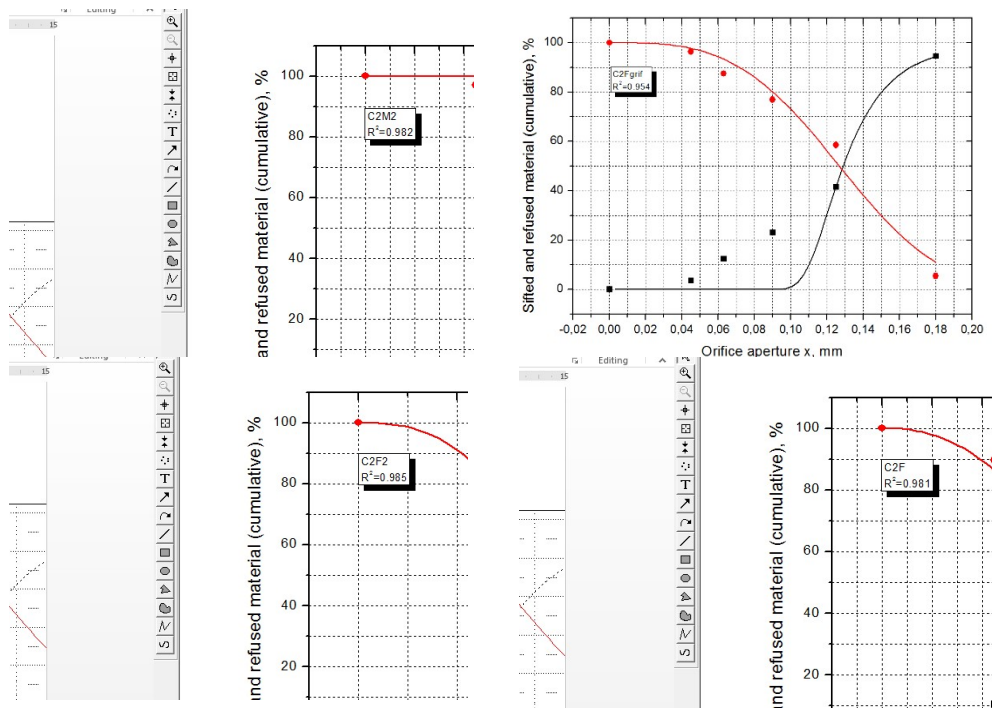 15
T
and refused material (cumulative), %
100
80
60
40
20
C2M2
R²=0.982
Sifted and refused material (cumulative), %
100
80
60
40
20
0
C2Fgrif
R²=0.954
-0,02 0,00 0,02 0,04 0,06 0,08 0,10 0,12 0,14 0,16 0,18 0,20
Orifice aperture x, mm
15
T
nd refused material (cumulative), %
100
80
60
40
20
C2F2
R²=0.985
Editing
15
T
nd refused material (cumulative), %
100
80
60
40
20
C2F
R²=0.981